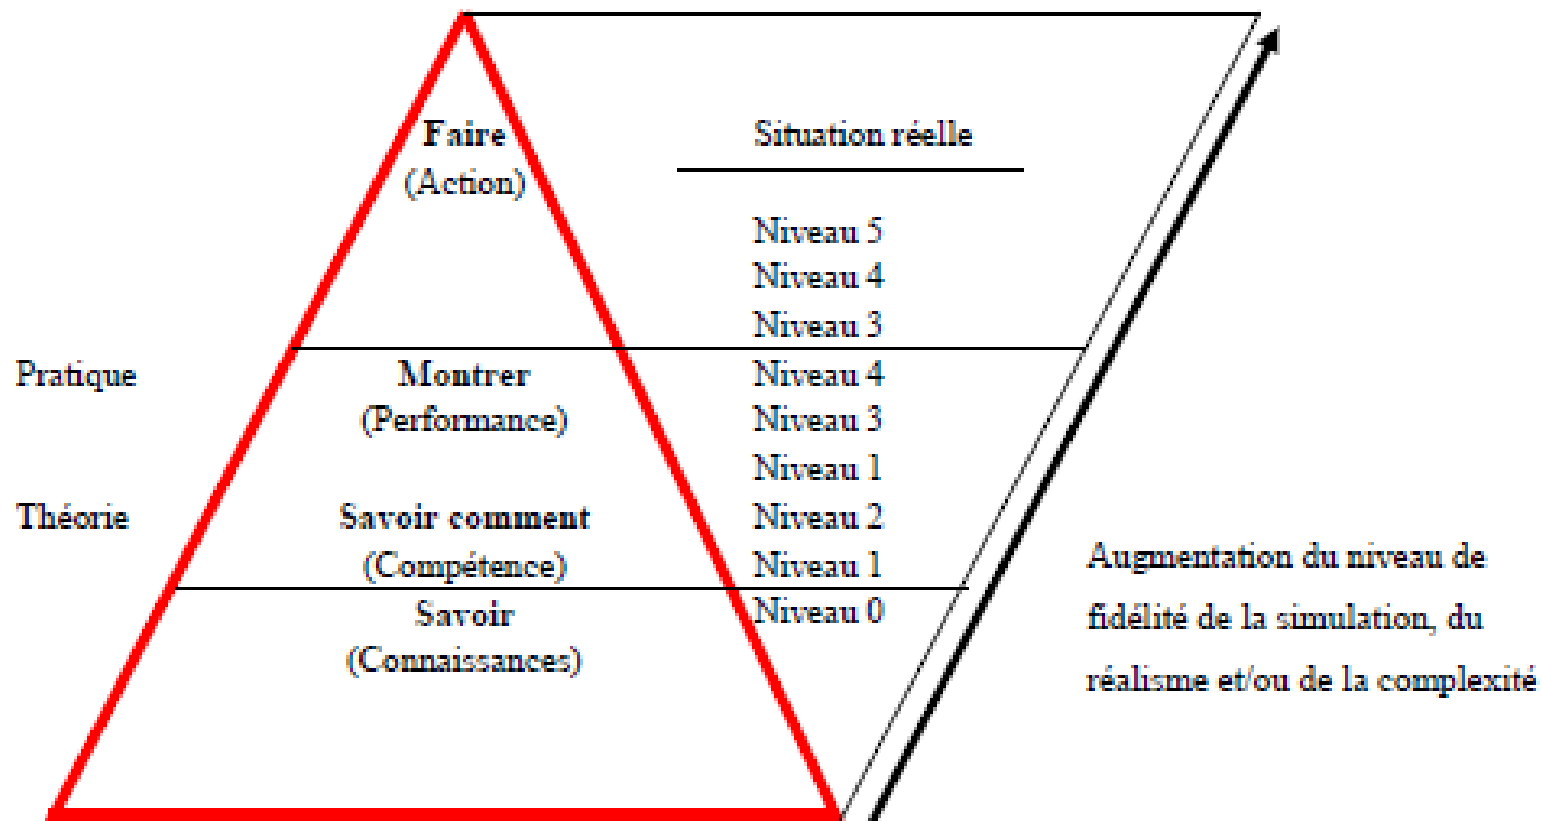 Faire Situation réelle
(Action)
Niveau 5
Niveau 4
Niveau 3
Pratique Montrer Niveau 4
(Performance) Niveau 3
Niveau 1
Théorie Savoir comment Niveau 2
(Compétence) Niveau 1
Savoir Niveau 0
(Connaissances)
Augmentation du niveau de
fidélité de la simulation, du
réalisme et/ou de la complexité